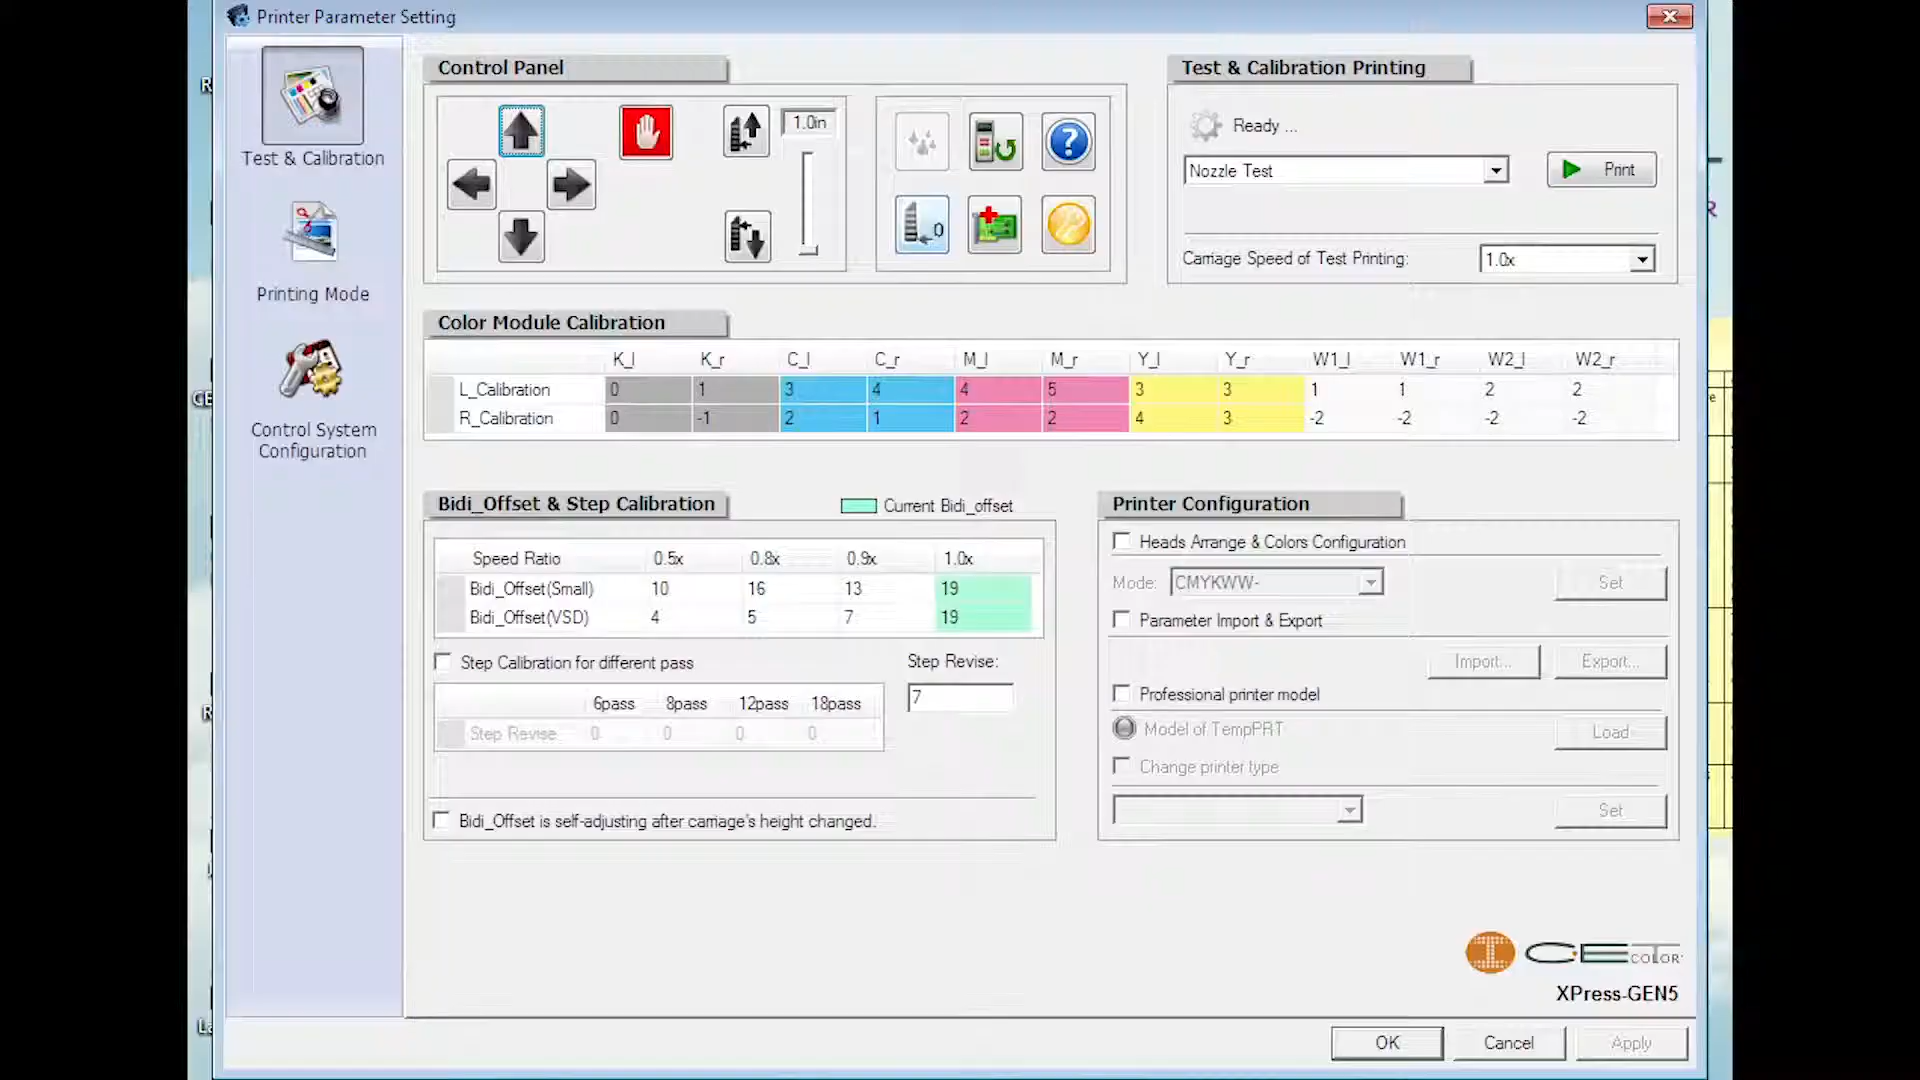 Printer Parameter Setting
Test & Calibration
Printing Mode
Control System
Configuration
Control Panel
1.0in
0
Test & Calibration Printing
Ready ...
Nozzle Test
Print
Carriage Speed of Test Printing:
1.0x
Color Module Calibration
K_l K_r C_l C_r M_l M_r Y_l Y_r W1_l W1_r W2_l W2_r
L_Calibration 0 1 3 4 4 5 3 3 1 1 2 2
R_Calibration 0 -1 2 1 2 2 4 3 -2 -2 -2 -2
Bidi_Offset & Step Calibration
Current Bidi_offset
Speed Ratio 0.5x 0.8x 0.9x 1.0x
Bidi_Offset(Small) 10 16 13 19
Bidi_Offset(VSD) 4 5 7 19
Step Calibration for different pass
Step Revise:
7
6pass 8pass 12pass 18pass
Step Revise 0 0 0 0
Bidi_Offset is self-adjusting after carriage's height changed.
Printer Configuration
Heads Arrange & Colors Configuration
Mode: CMYKWW- Set
Parameter Import & Export
Import... Export...
Professional printer model
Model of TempPRT Load
Change printer type
Set
CET COLOR
XPress-GEN5
OK Cancel Apply